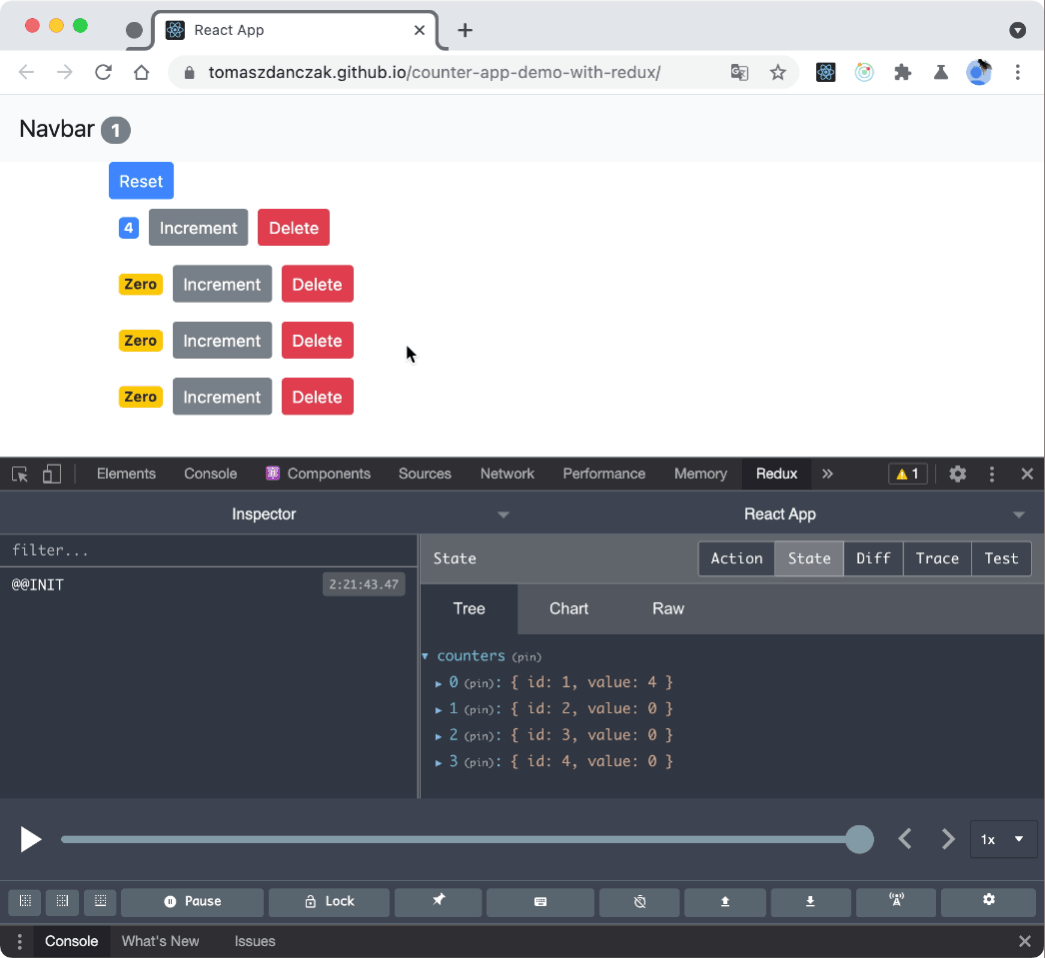 React App
tomaszdanczak.github.io/counter-app-demo-with-redux/
Navbar 1
Reset
4 Increment Delete
Zero Increment Delete
Zero Increment Delete
Zero Increment Delete
Elements Console Components Sources Network Performance Memory Redux » 1
Inspector React App
filter... State Action State Diff Trace Test
@@INIT 2:21:43.47
Tree Chart Raw
counters (pin)
0 (pin): { id: 1, value: 4 }
1 (pin): { id: 2, value: 0 }
2 (pin): { id: 3, value: 0 }
3 (pin): { id: 4, value: 0 }
1x
Pause Lock
Console What's New Issues